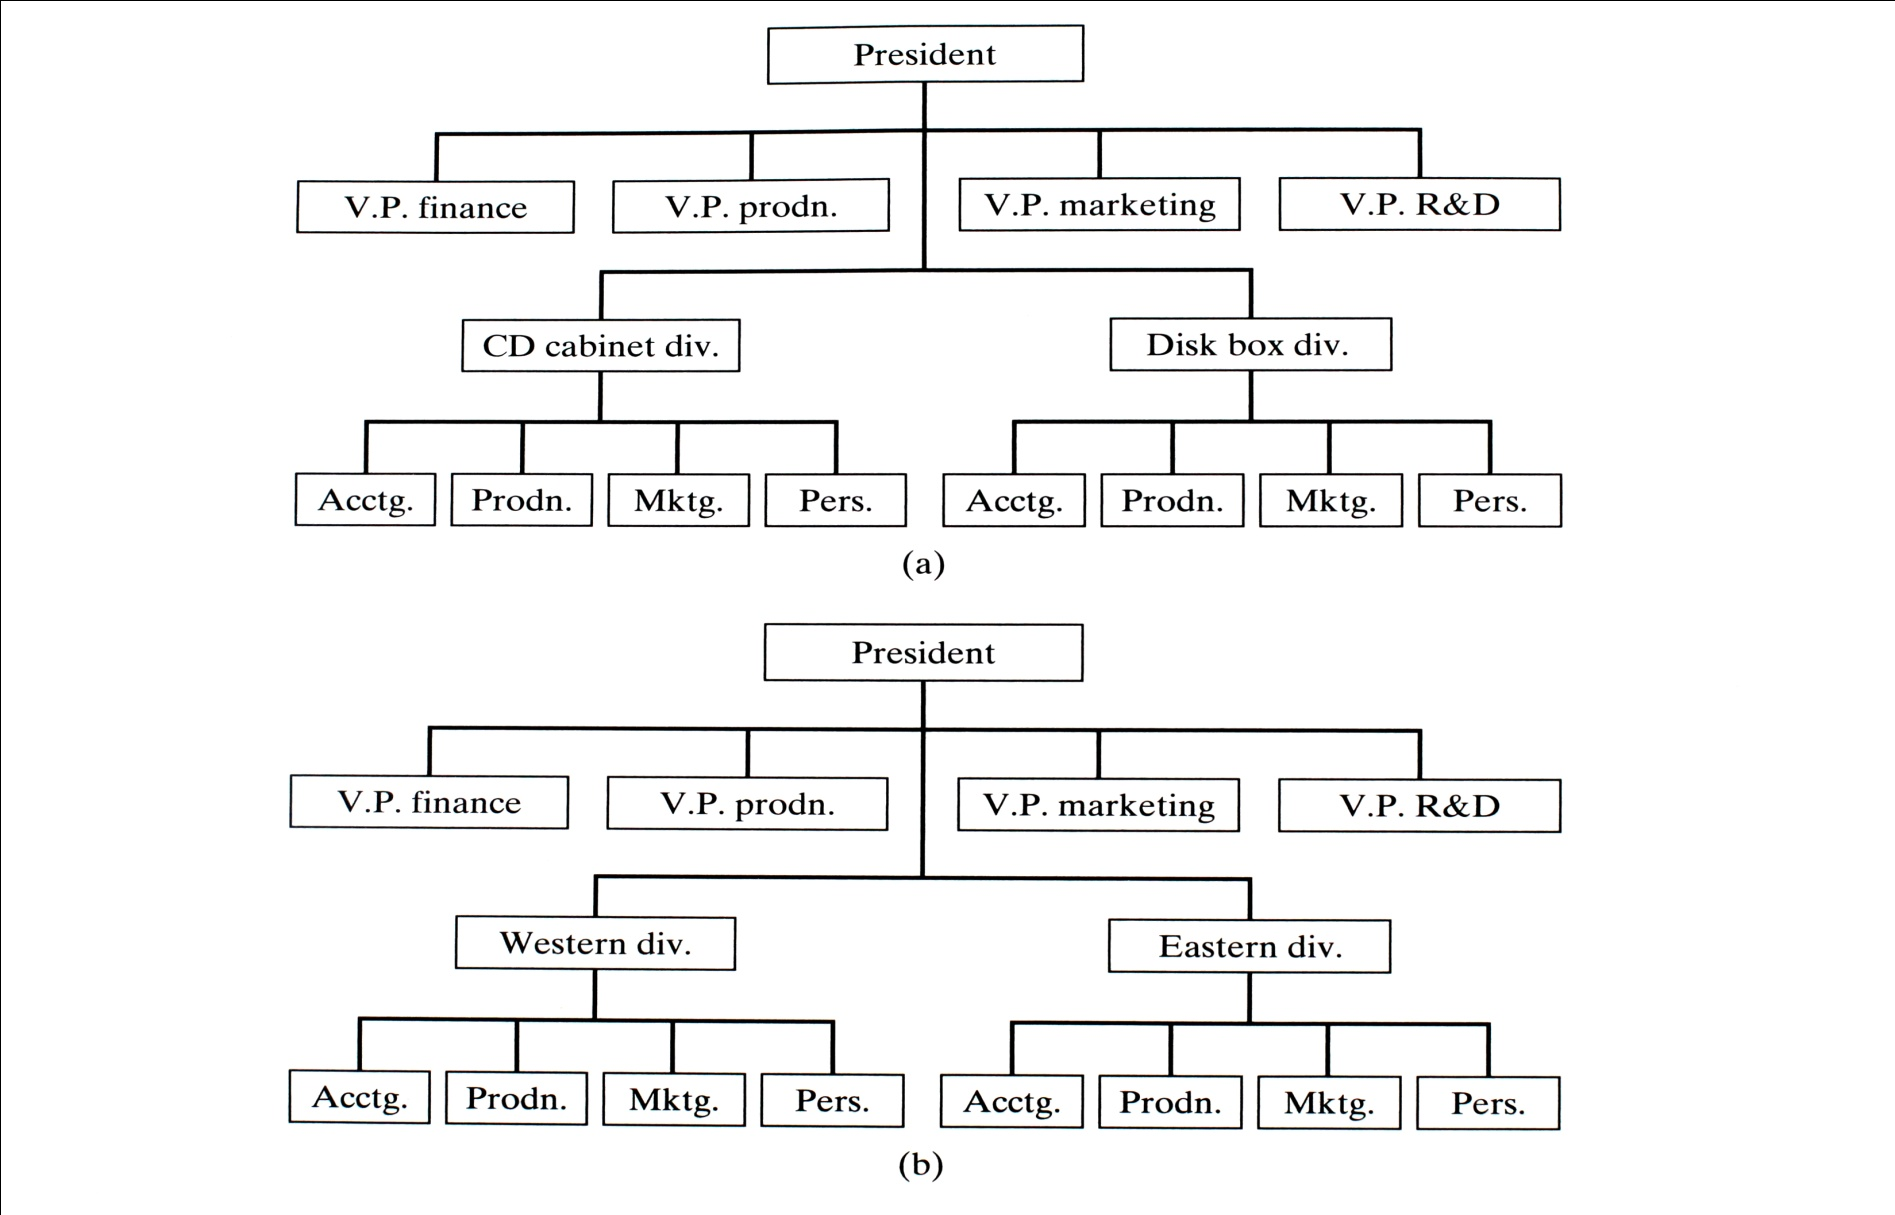 President
V.P. finance V.P. prodn. V.P. marketing V.P. R&D
CD cabinet div. Disk box div.
Acctg. Prodn. Mktg. Pers. Acctg. Prodn. Mktg. Pers.
(a)
President
V.P. finance V.P. prodn. V.P. marketing V.P. R&D
Western div. Eastern div.
Acctg. Prodn. Mktg. Pers. Acctg. Prodn. Mktg. Pers.
(b)